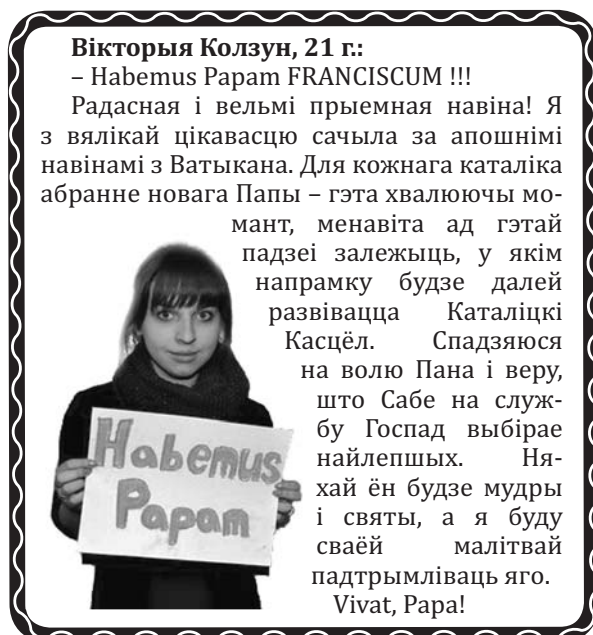 Вікторыя Колзун, 21 г.:
– Habemus Papam FRANCISCUM !!!
Радасная і вельмі прыемная навіна! Я
з вялікай цікавасцю сачыла за апошнімі
навінамі з Ватыкана. Для кожнага каталіка
абранне новага Папы – гэта хвалюючы мо-
мант, менавіта ад гэтай
падзеі залежыць, у якім
напрамку будзе далей
развівацца Каталіцкі
Касцёл. Спадзяюся
на волю Пана і веру,
што Сабе на служ-
бу Госпад выбірае
найлепшых. Ня-
хай ён будзе мудры
і святы, а я буду
сваёй малітвай
падтрымліваць яго.
Vivat, Papa!
Habemus
Papam